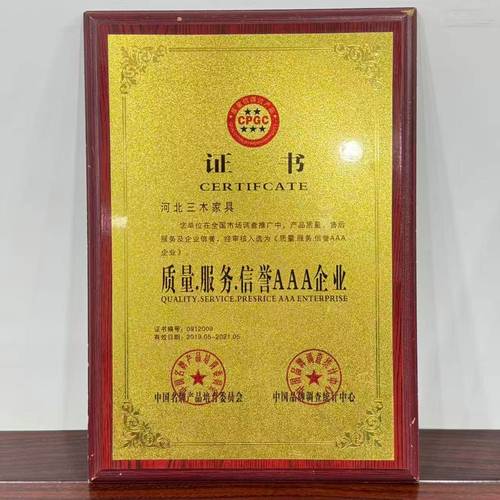 CPGC
证 书
CERTIFCATE
河北三木家具
贵单位在全国市场调查推广中，产品质量、售后
服务及企业信誉，经审核入选为《质量.服务.信誉AAA
企业》
质量.服务.信誉AAA企业
QUALITY.SERVICE.PRESRICE AAA ENTERPRISE
证书编号：0912009
有效日期：2019.05-2021.05
中国名牌产品培育委员会
中国品牌调查统计中心